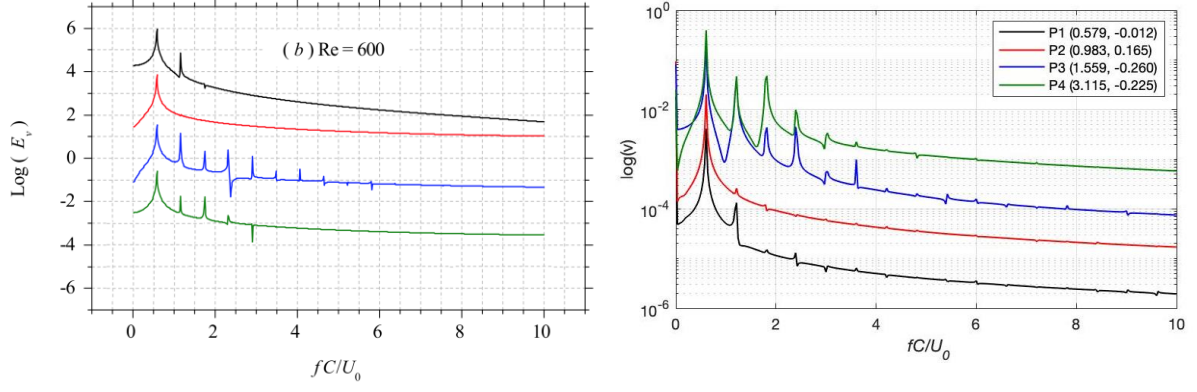 6
4
2
0
-2
-4
-6
Log( E_v )
( b ) Re = 600
0
2
4
6
8
10
fC/U_0
10^0
10^-2
10^-4
10^-6
log(v)
P1 (0.579, -0.012)
P2 (0.983, 0.165)
P3 (1.559, -0.260)
P4 (3.115, -0.225)
0
2
4
6
8
10
fC/U_0